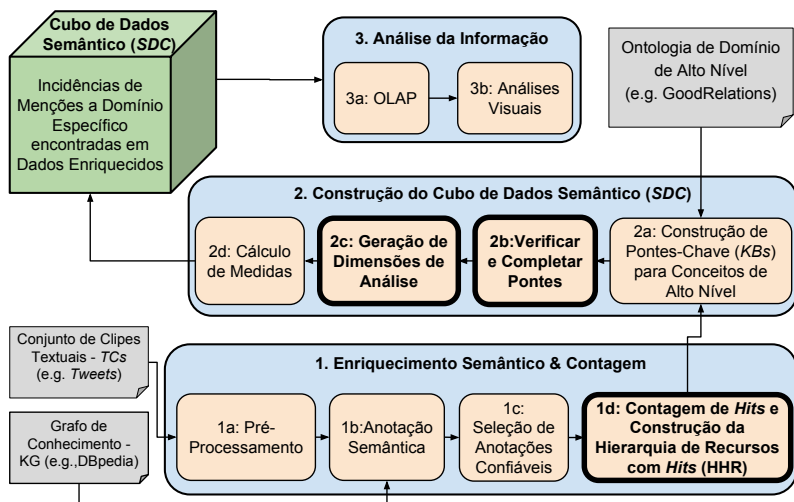 Cubo de Dados
Semântico (SDC)
Incidências de
Menções a Domínio
Específico
encontradas em
Dados Enriquecidos
3. Análise da Informação
3a: OLAP
3b: Análises
Visuais
Ontologia de Domínio
de Alto Nível
(e.g. GoodRelations)
2. Construção do Cubo de Dados Semântico (SDC)
2d: Cálculo
de Medidas
2c: Geração de
Dimensões de
Análise
2b:Verificar
e Completar
Pontes
2a: Construção de
Pontes-Chave (KBs)
para Conceitos de
Alto Nível
Conjunto de Clipes
Textuais - TCs
(e.g. Tweets)
Grafo de
Conhecimento -
KG (e.g.,DBpedia)
1. Enriquecimento Semântico & Contagem
1a: Pré-
Processamento
1b:Anotação
Semântica
1c:
Seleção de
Anotações
Confiáveis
1d: Contagem de Hits e
Construção da
Hierarquia de Recursos
com Hits (HHR)